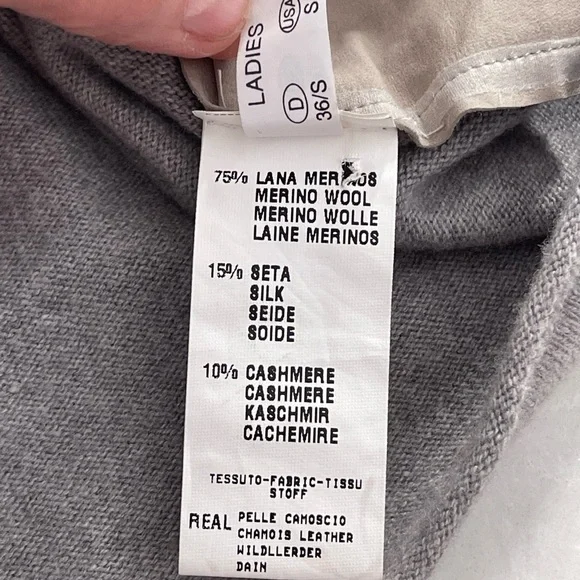 LADIES
USA
S
D
36/S
75% LANA MERINOS
MERINO WOOL
MERINO WOLLE
LAINE MERINOS
15% SETA
SILK
SEIDE
SOIDE
10% CASHMERE
CASHMERE
KASCHMIR
CACHEMIRE
TESSUTO-FABRIC-TISSU
STOFF
REAL PELLE CAMOSCIO
CHAMOIS LEATHER
WILDLLERDER
DAIN